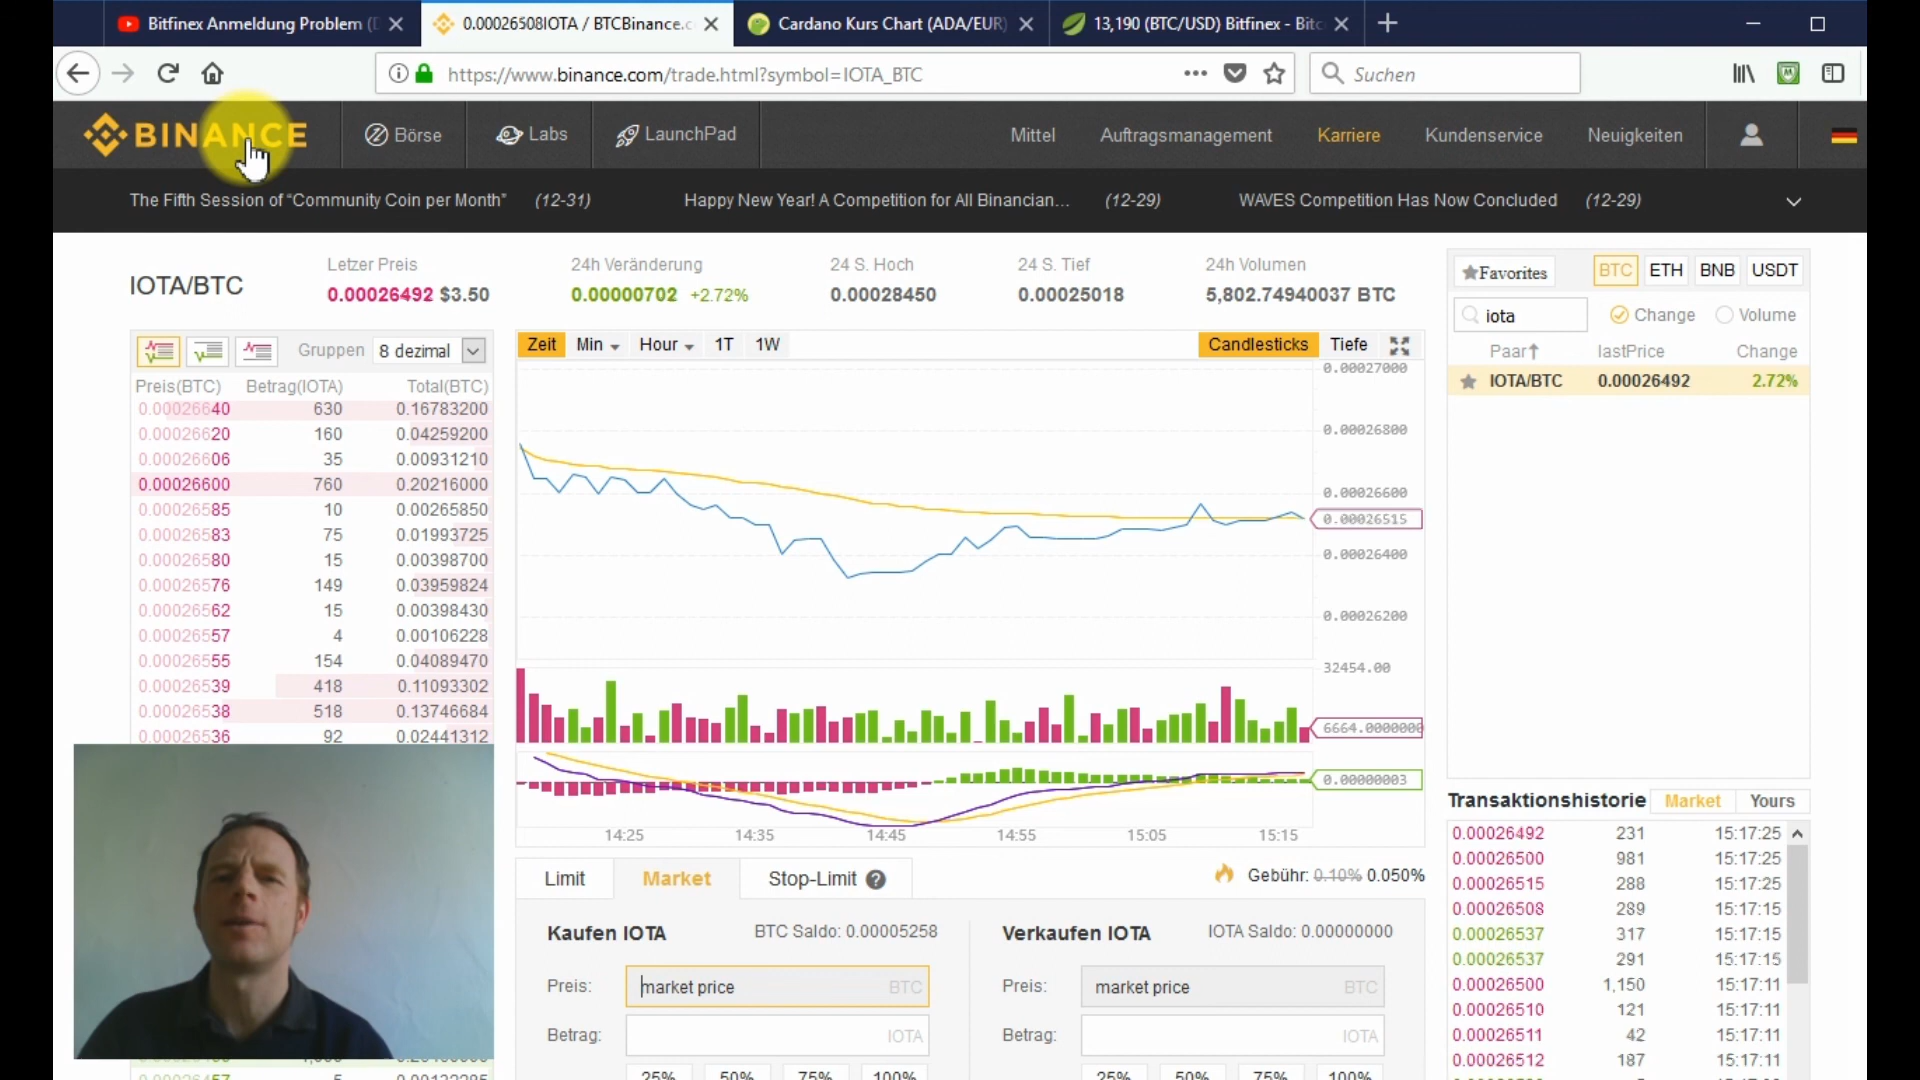 Bitfinex Anmeldung Problem (
0.00026508IOTA / BTCBinance.c
Cardano Kurs Chart (ADA/EUR)
13,190 (BTC/USD) Bitfinex - Bitc
https://www.binance.com/trade.html?symbol=IOTA_BTC
Suchen
BINANCE
Börse
Labs
LaunchPad
Mittel
Auftragsmanagement
Karriere
Kundenservice
Neuigkeiten
The Fifth Session of “Community Coin per Month” (12-31)
Happy New Year! A Competition for All Binancian... (12-29)
WAVES Competition Has Now Concluded (12-29)
IOTA/BTC
Letzer Preis
0.00026492 $3.50
24h Veränderung
0.00000702 +2.72%
24 S. Hoch
0.00028450
24 S. Tief
0.00025018
24h Volumen
5,802.74940037 BTC
Gruppen 8 dezimal
Preis(BTC) Betrag(IOTA) Total(BTC)
0.00026640 630 0.16783200
0.00026620 160 0.04259200
0.00026606 35 0.00931210
0.00026600 760 0.20216000
0.00026585 10 0.00265850
0.00026583 75 0.01993725
0.00026580 15 0.00398700
0.00026576 149 0.03959824
0.00026562 15 0.00398430
0.00026557 4 0.00106228
0.00026555 154 0.04089470
0.00026539 418 0.11093302
0.00026538 518 0.13746684
0.00026536 92 0.02441312
Zeit Min Hour 1T 1W
Candlesticks Tiefe
0.00027000
0.00026800
0.00026600
0.00026515
0.00026400
0.00026200
32454.00
6664.0000000
0.00000003
14:25 14:35 14:45 14:55 15:05 15:15
Limit
Market
Stop-Limit ?
Gebühr: 0.10% 0.050%
Kaufen IOTA
BTC Saldo: 0.00005258
Preis: market price BTC
Betrag: IOTA
25% 50% 75% 100%
Verkaufen IOTA
IOTA Saldo: 0.00000000
Preis: market price BTC
Betrag: IOTA
25% 50% 75% 100%
Favorites
BTC ETH BNB USDT
iota
Change Volume
Paar↑ lastPrice Change
IOTA/BTC 0.00026492 2.72%
Transaktionshistorie Market Yours
0.00026492 231 15:17:25
0.00026500 981 15:17:25
0.00026515 288 15:17:25
0.00026508 289 15:17:15
0.00026537 317 15:17:15
0.00026537 291 15:17:15
0.00026500 1,150 15:17:11
0.00026510 121 15:17:11
0.00026511 42 15:17:11
0.00026512 187 15:17:11